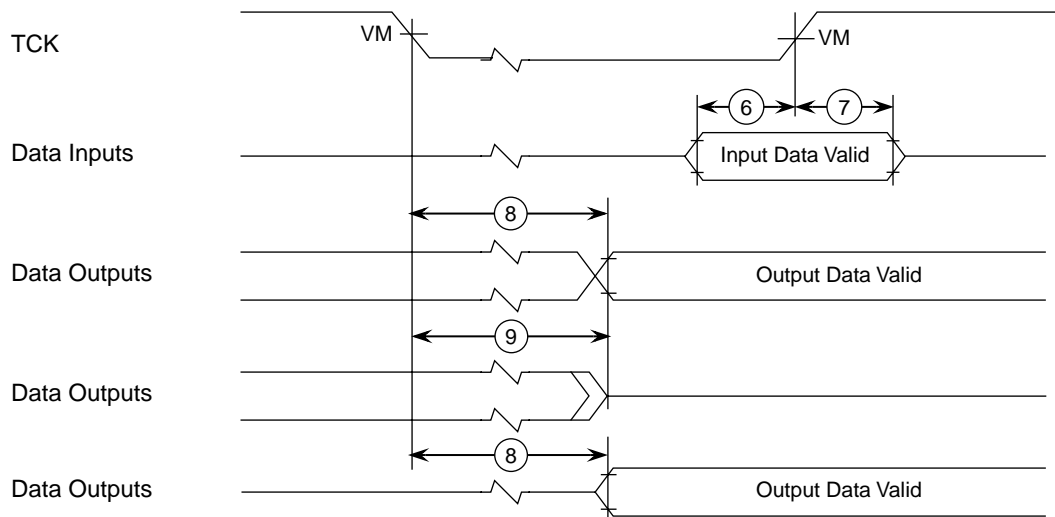 TCK
VM
VM
6
7
Data Inputs
Input Data Valid
8
Data Outputs
Output Data Valid
9
Data Outputs
8
Data Outputs
Output Data Valid